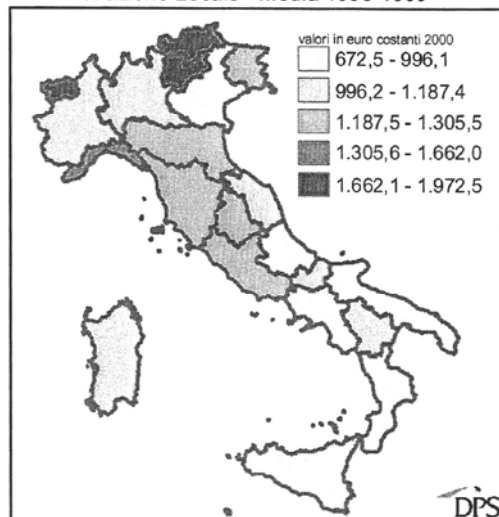 valori in euro costanti 2000
672,5 - 996,1
996,2 - 1.187,4
1.187,5 - 1.305,5
1.305,6 - 1.662,0
1.662,1 - 1.972,5
DPS